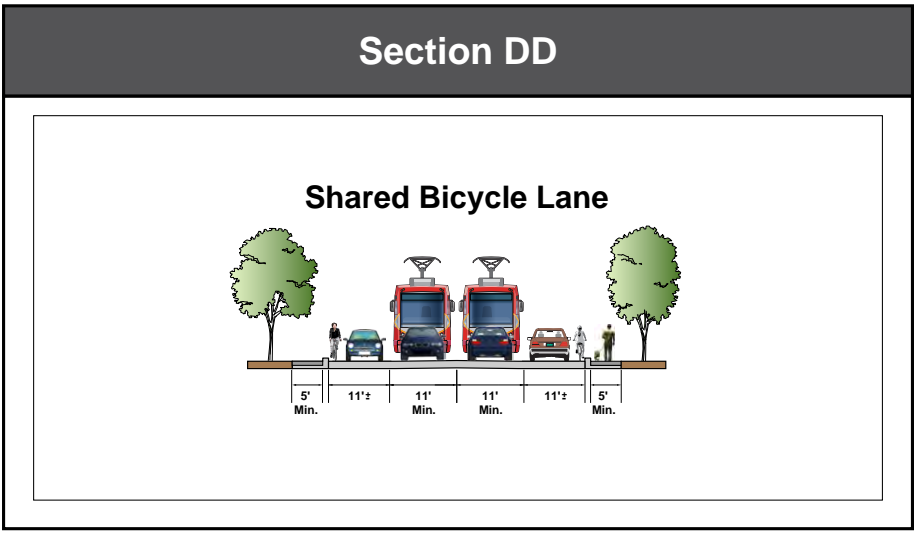 Section DD
Shared Bicycle Lane
5' 11'± 11' 11' 11'± 5'
Min. Min. Min. Min.